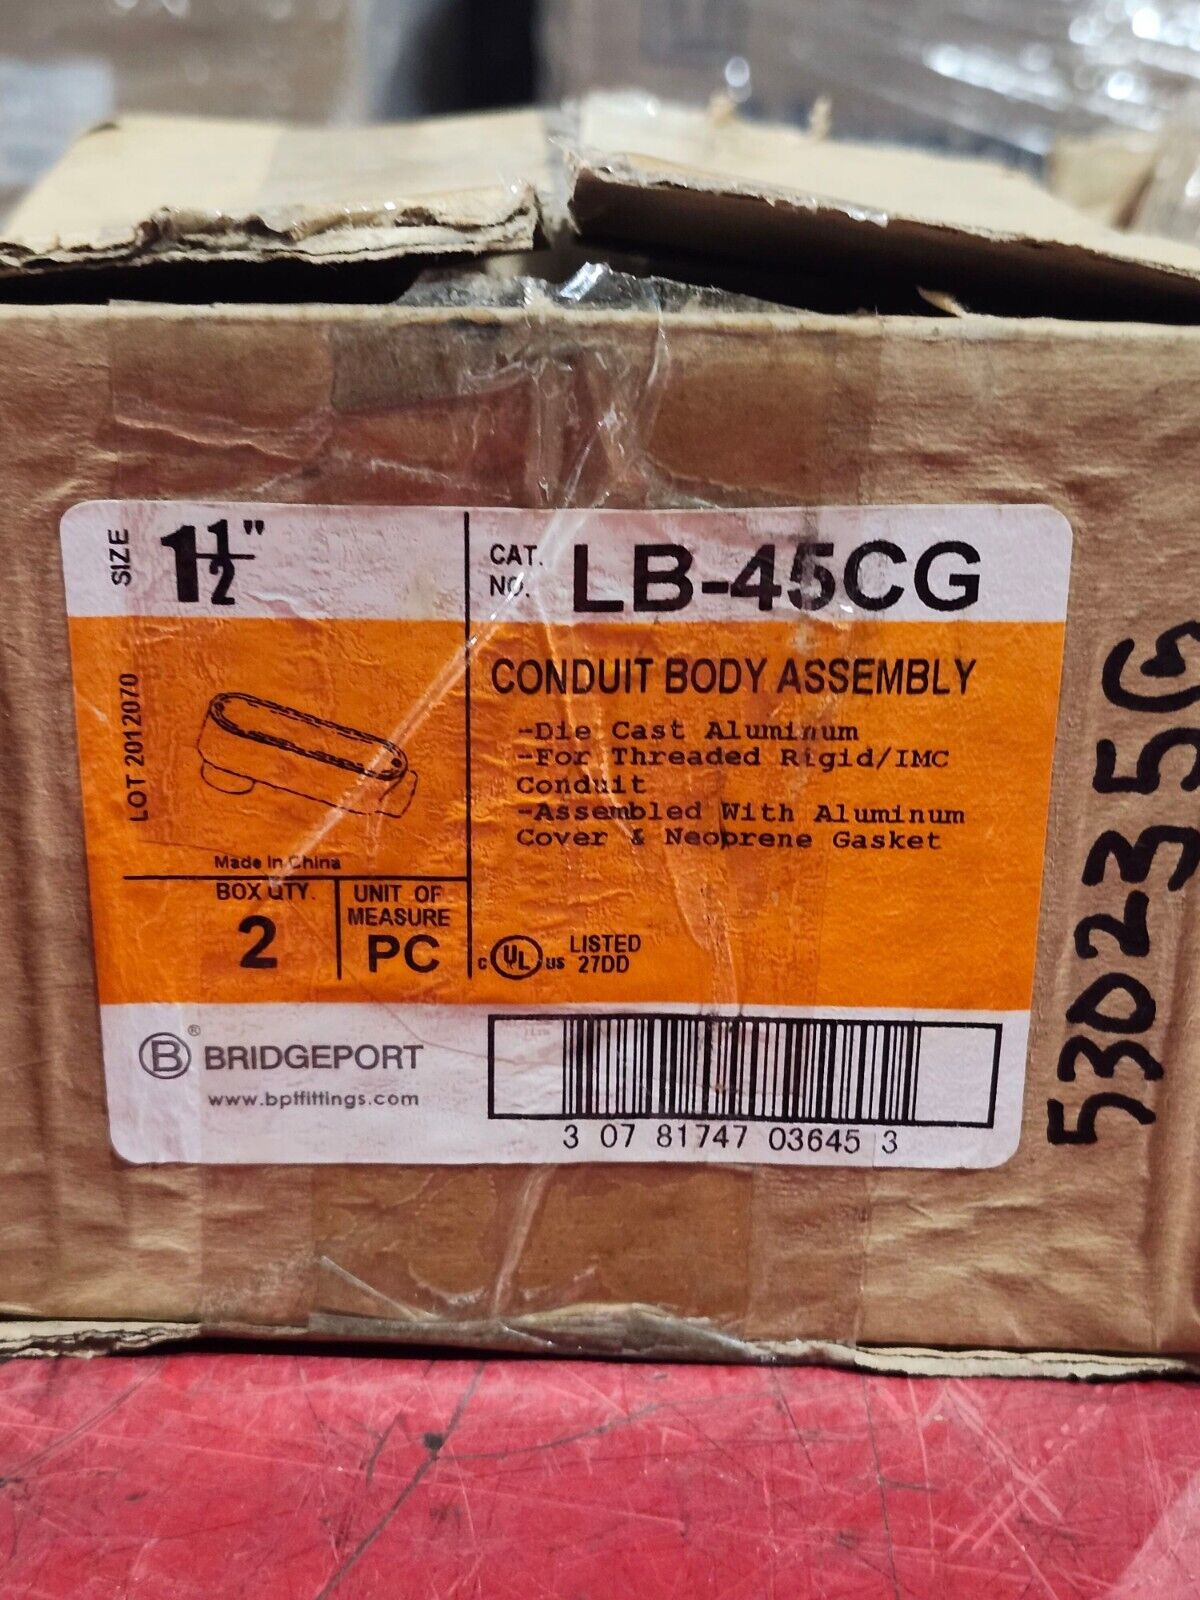 SIZE 1 1/2"
CAT. NO. LB-45CG
LOT 2012070
CONDUIT BODY ASSEMBLY
-Die Cast Aluminum
-For Threaded Rigid/IMC
Conduit
-Assembled With Aluminum
Cover & Neoprene Gasket
Made In China
BOX QTY.
2
UNIT OF
MEASURE
PC
c UL us LISTED
27DD
B® BRIDGEPORT
www.bptfittings.com
3 07 81747 03645 3
530235G